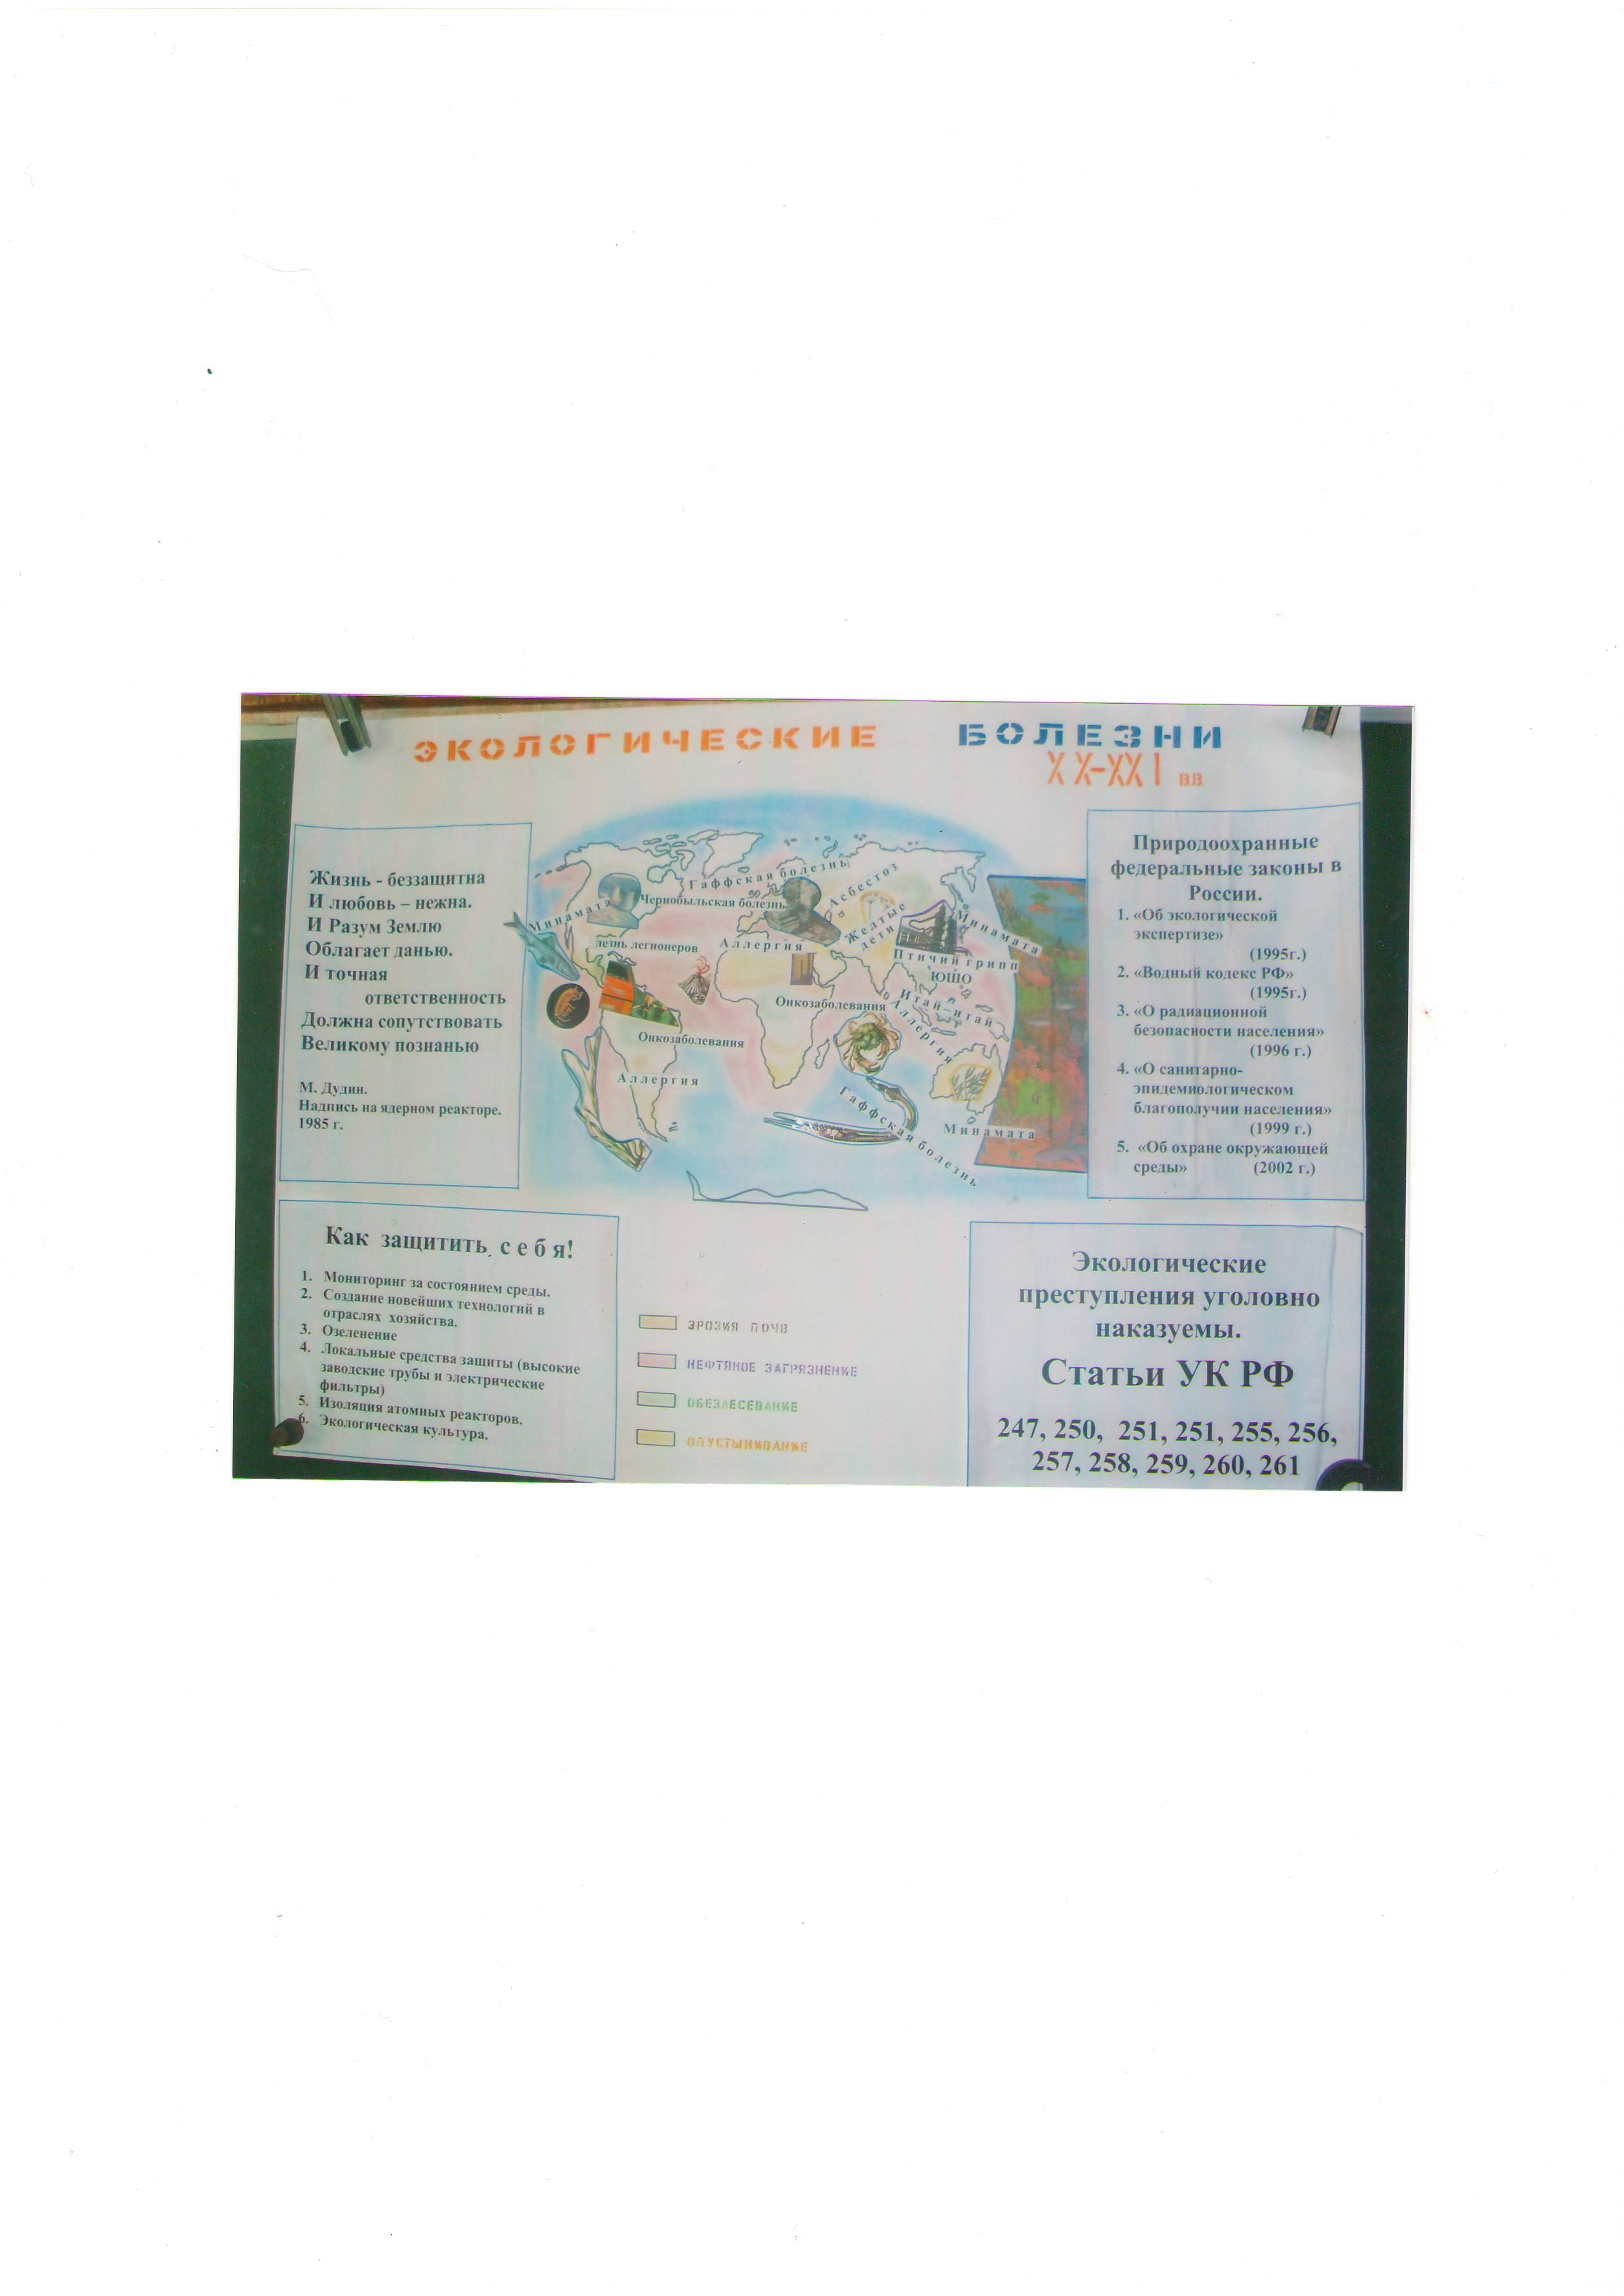 ЭКОЛОГИЧЕСКИЕ БОЛЕЗНИ
XX-XXI В.В.
Жизнь - беззащитна
И любовь – нежна.
И Разум Землю
Облагает данью.
И точная
ответственность
Должна сопутствовать
Великому познанью
М. Дудин.
Надпись на ядерном реакторе.
1985 г.
Гаффская болезнь
Асбестоз
Чернобыльская болезнь
Минамата
Желтые
дети
Минамата
лезнь легионеров
Аллергия
Птичий грипп
ЮШО
Итай-итай
Онкозаболевания
Аллергия
Онкозаболевания
Аллергия
Гаффская болезнь
Минамата
Природоохранные
федеральные законы в
России.
1. «Об экологической
экспертизе»
(1995г.)
2. «Водный кодекс РФ»
(1995г.)
3. «О радиационной
безопасности населения»
(1996 г.)
4. «О санитарно-
эпидемиологическом
благополучии населения»
(1999 г.)
5. «Об охране окружающей
среды» (2002 г.)
Как защитить себя!
1. Мониторинг за состоянием среды.
2. Создание новейших технологий в
отраслях хозяйства.
3. Озеленение
4. Локальные средства защиты (высокие
заводские трубы и электрические
фильтры)
5. Изоляция атомных реакторов.
6. Экологическая культура.
ЭРОЗИЯ ПОЧВ
НЕФТЯНОЕ ЗАГРЯЗНЕНИЕ
ОБЕЗЛЕСЕВАНИЕ
ОПУСТЫНИВАНИЕ
Экологические
преступления уголовно
наказуемы.
Статьи УК РФ
247, 250, 251, 251, 255, 256,
257, 258, 259, 260, 261